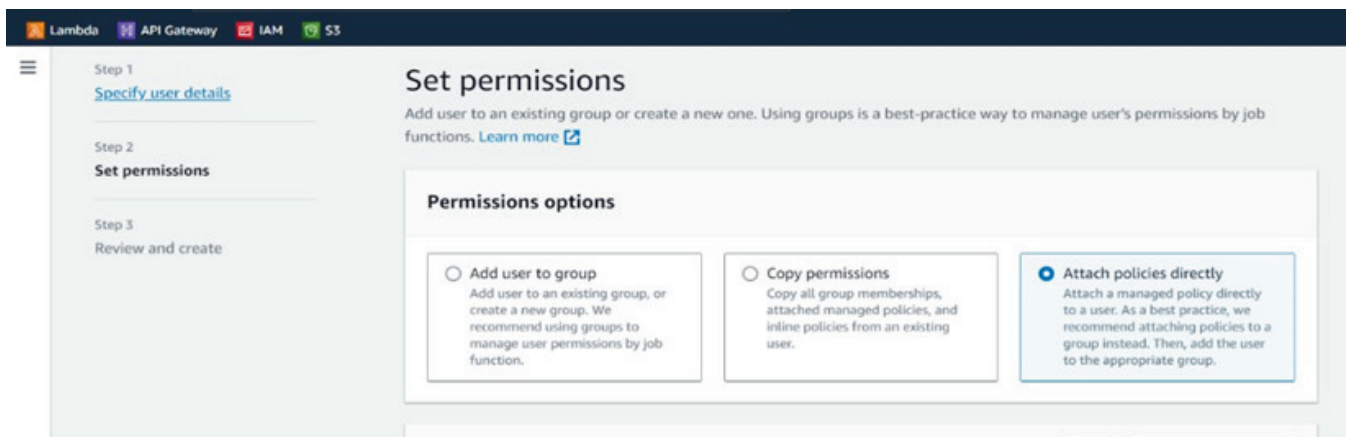 Lambda API Gateway IAM S3
Step 1
Specify user details
Step 2
Set permissions
Step 3
Review and create
Set permissions
Add user to an existing group or create a new one. Using groups is a best-practice way to manage user's permissions by job
functions. Learn more
Permissions options
Add user to group
Add user to an existing group, or
create a new group. We
recommend using groups to
manage user permissions by job
function.
Copy permissions
Copy all group memberships,
attached managed policies, and
inline policies from an existing
user.
Attach policies directly
Attach a managed policy directly
to a user. As a best practice, we
recommend attaching policies to a
group instead. Then, add the user
to the appropriate group.